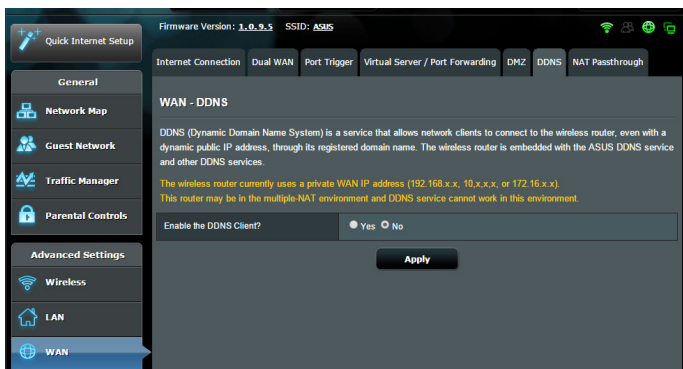 Quick Internet Setup
General
Network Map
Guest Network
Traffic Manager
Parental Controls
Advanced Settings
Wireless
LAN
WAN
Firmware Version: 1.0.9.5 SSID: ASUS
Internet Connection Dual WAN Port Trigger Virtual Server / Port Forwarding DMZ DDNS NAT Passthrough
WAN - DDNS
DDNS (Dynamic Domain Name System) is a service that allows network clients to connect to the wireless router, even with a
dynamic public IP address, through its registered domain name. The wireless router is embedded with the ASUS DDNS service
and other DDNS services.
The wireless router currently uses a private WAN IP address (192.168.x.x, 10,x,x,x, or 172.16.x.x).
This router may be in the multiple-NAT environment and DDNS service cannot work in this environment.
Enable the DDNS Client? Yes No
Apply